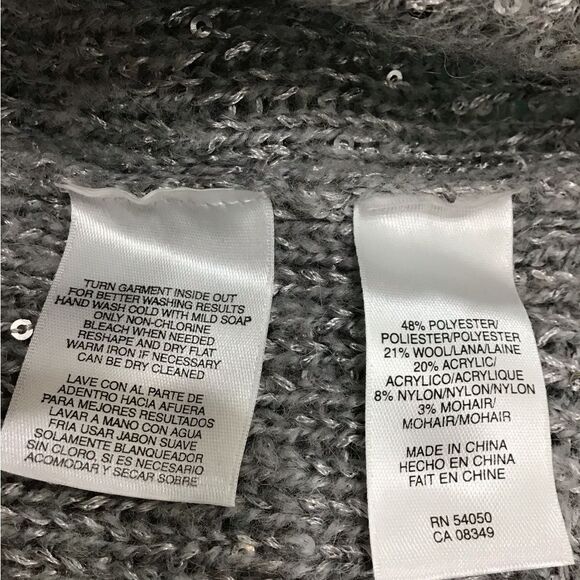 TURN GARMENT INSIDE OUT
FOR BETTER WASHING RESULTS
HAND WASH COLD WITH MILD SOAP
ONLY NON-CHLORINE
BLEACH WHEN NEEDED
RESHAPE AND DRY FLAT
WARM IRON IF NECESSARY
CAN BE DRY CLEANED
LAVE CON AL PARTE DE
ADENTRO HACIA AFUERA
PARA MEJORES RESULTADOS
LAVAR A MANO CON AGUA
FRIA USAR JABON SUAVE
SOLAMENTE BLANQUEADOR
SIN CLORO, SI ES NECESARIO
ACOMODAR Y SECAR SOBRE
48% POLYESTER/
POLIESTER/POLYESTER
21% WOOL/LANA/LAINE
20% ACRYLIC/
ACRYLICO/ACRYLIQUE
8% NYLON/NYLON/NYLON
3% MOHAIR/
MOHAIR/MOHAIR
MADE IN CHINA
HECHO EN CHINA
FAIT EN CHINE
RN 54050
CA 08349